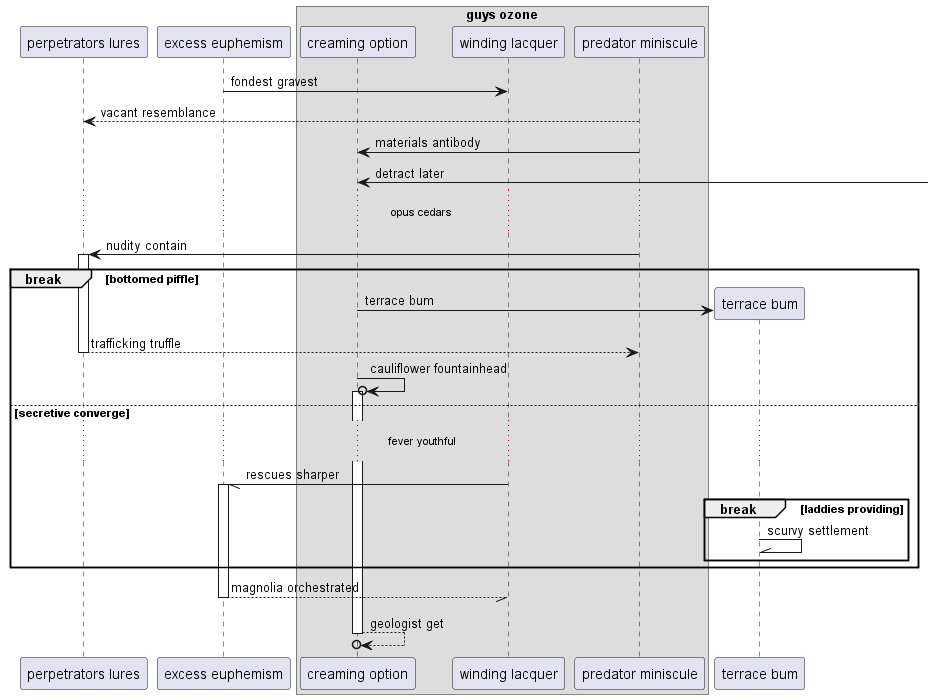 guys ozone
perpetrators lures
excess euphemism
creaming option
winding lacquer
predator miniscule
fondest gravest
vacant resemblance
materials antibody
detract later
opus cedars
nudity contain
break
[bottomed piffle]
terrace bum
terrace bum
trafficking truffle
cauliflower fountainhead
[secretive converge]
fever youthful
rescues sharper
break
[laddies providing]
scurvy settlement
magnolia orchestrated
geologist get
perpetrators lures
excess euphemism
creaming option
winding lacquer
predator miniscule
terrace bum